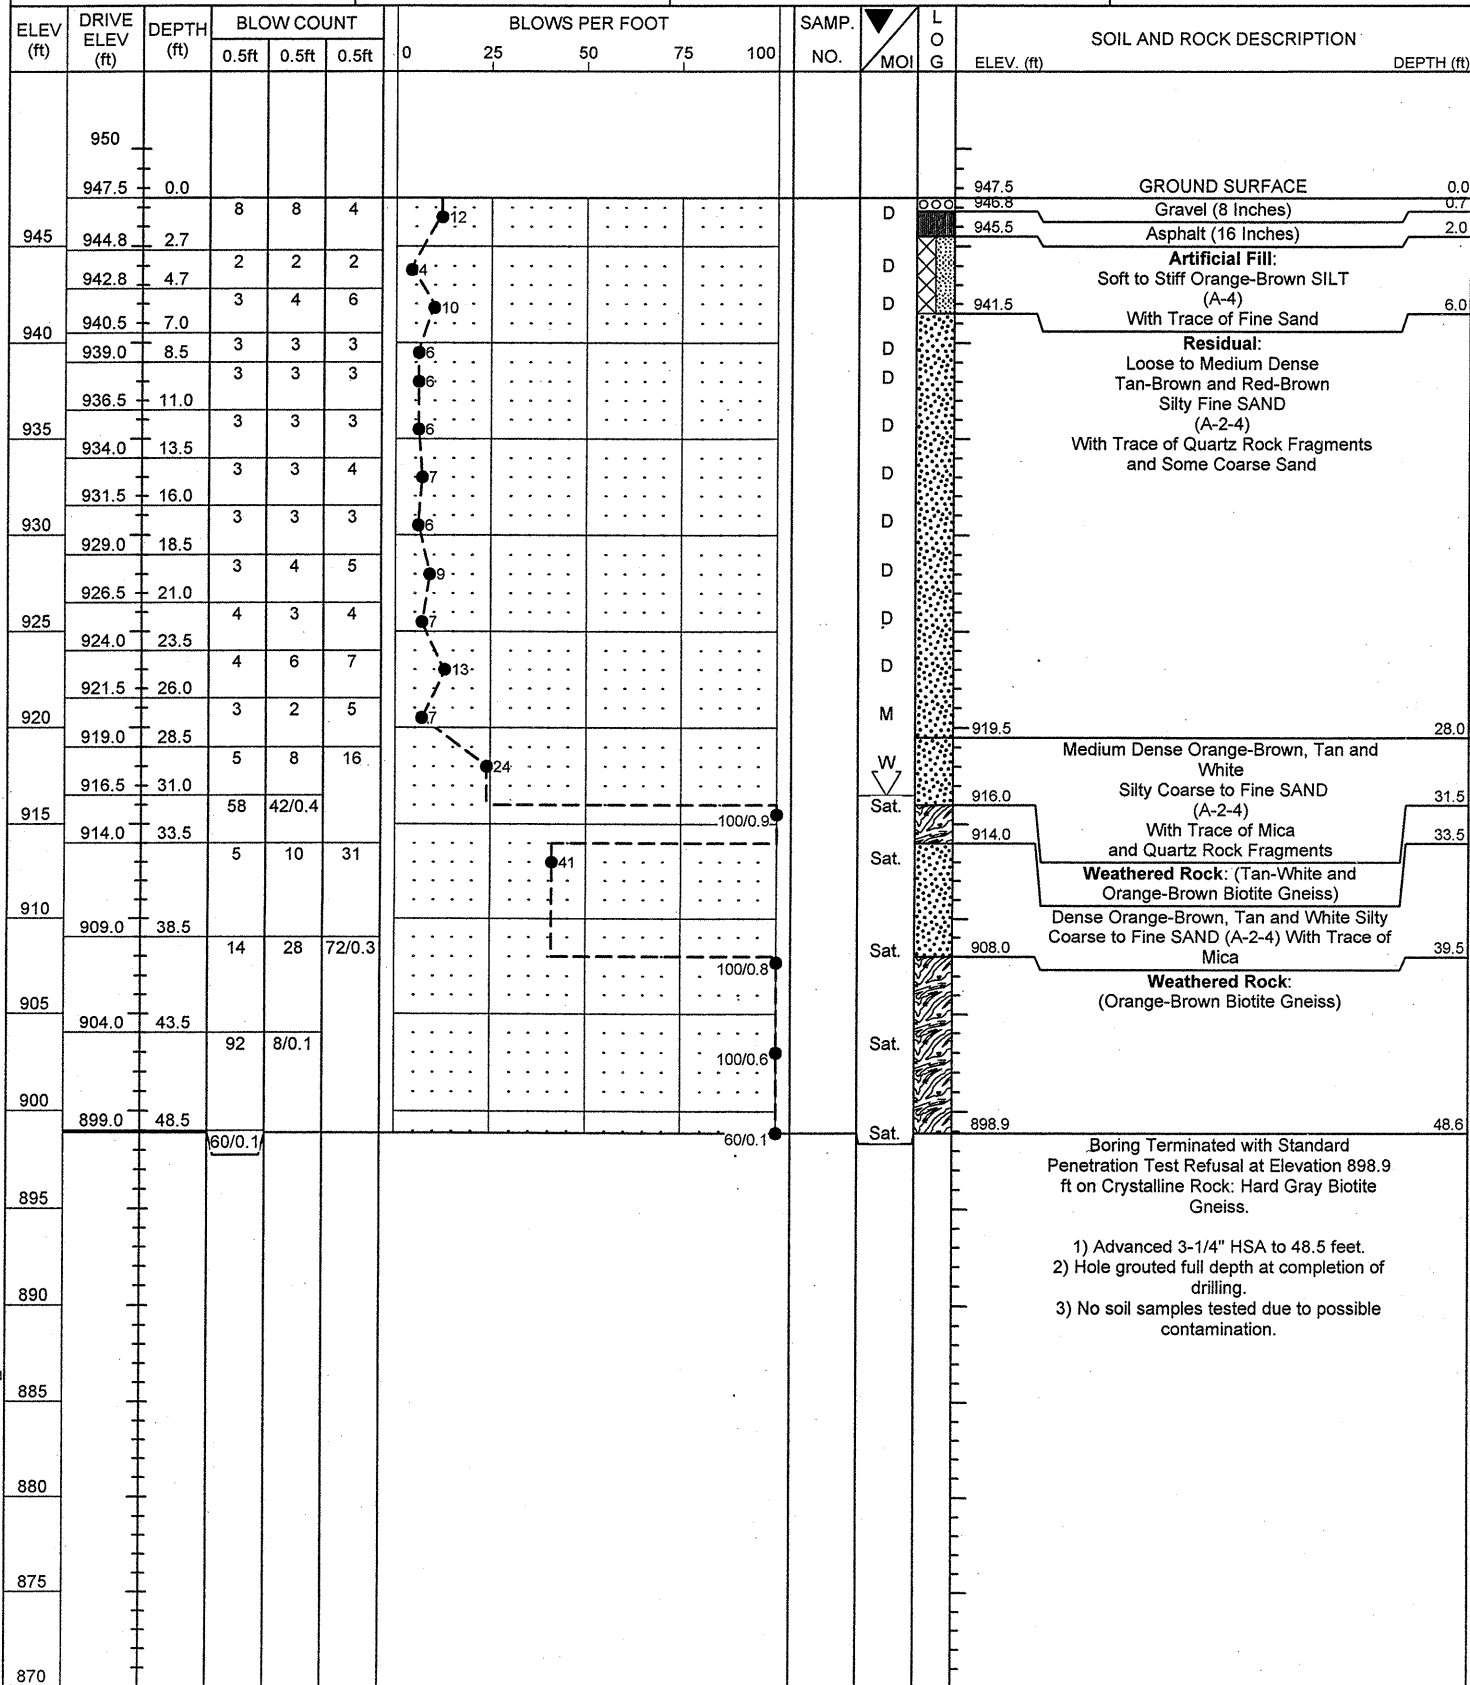 ELEV (ft) DRIVE ELEV (ft) DEPTH (ft) BLOW COUNT BLOWS PER FOOT SAMP. NO. MOI LOG SOIL AND ROCK DESCRIPTION
0.5ft 0.5ft 0.5ft 0 25 50 75 100 ELEV. (ft) DEPTH (ft)
950
947.5 0.0 947.5 GROUND SURFACE 0.0
8 8 4 12 D 946.8 Gravel (8 Inches) 0.7
945 944.8 2.7 945.5 Asphalt (16 Inches) 2.0
2 2 2 4 D Artificial Fill:
942.8 4.7 Soft to Stiff Orange-Brown SILT
3 4 6 10 D 941.5 (A-4) 6.0
940.5 7.0 With Trace of Fine Sand
940 3 3 3 6 D Residual:
939.0 8.5 Loose to Medium Dense
3 3 3 6 D Tan-Brown and Red-Brown
936.5 11.0 Silty Fine SAND
935 3 3 3 6 D (A-2-4)
934.0 13.5 With Trace of Quartz Rock Fragments
3 3 4 7 D and Some Coarse Sand
931.5 16.0
930 3 3 3 6 D
929.0 18.5
3 4 5 9 D
926.5 21.0
925 4 3 4 7 D
924.0 23.5
4 6 7 13 D
921.5 26.0
920 3 2 5 7 M
919.0 28.5 919.5 28.0
5 8 16 24 W Medium Dense Orange-Brown, Tan and
White
916.5 31.0 Silty Coarse to Fine SAND
58 42/0.4 100/0.9 Sat. 916.0 (A-2-4) 31.5
915 With Trace of Mica
914.0 33.5 914.0 and Quartz Rock Fragments 33.5
5 10 31 41 Sat. Weathered Rock: (Tan-White and
Orange-Brown Biotite Gneiss)
910
909.0 38.5 Dense Orange-Brown, Tan and White Silty
14 28 72/0.3 100/0.8 Sat. 908.0 Coarse to Fine SAND (A-2-4) With Trace of 39.5
Mica
Weathered Rock:
905 (Orange-Brown Biotite Gneiss)
904.0 43.5
92 8/0.1 100/0.6 Sat.
900
899.0 48.5
60/0.1 60/0.1 Sat. 898.9 48.6
Boring Terminated with Standard
Penetration Test Refusal at Elevation 898.9
895 ft on Crystalline Rock: Hard Gray Biotite
Gneiss.
1) Advanced 3-1/4" HSA to 48.5 feet.
2) Hole grouted full depth at completion of
890 drilling.
3) No soil samples tested due to possible
contamination.
885
880
875
870